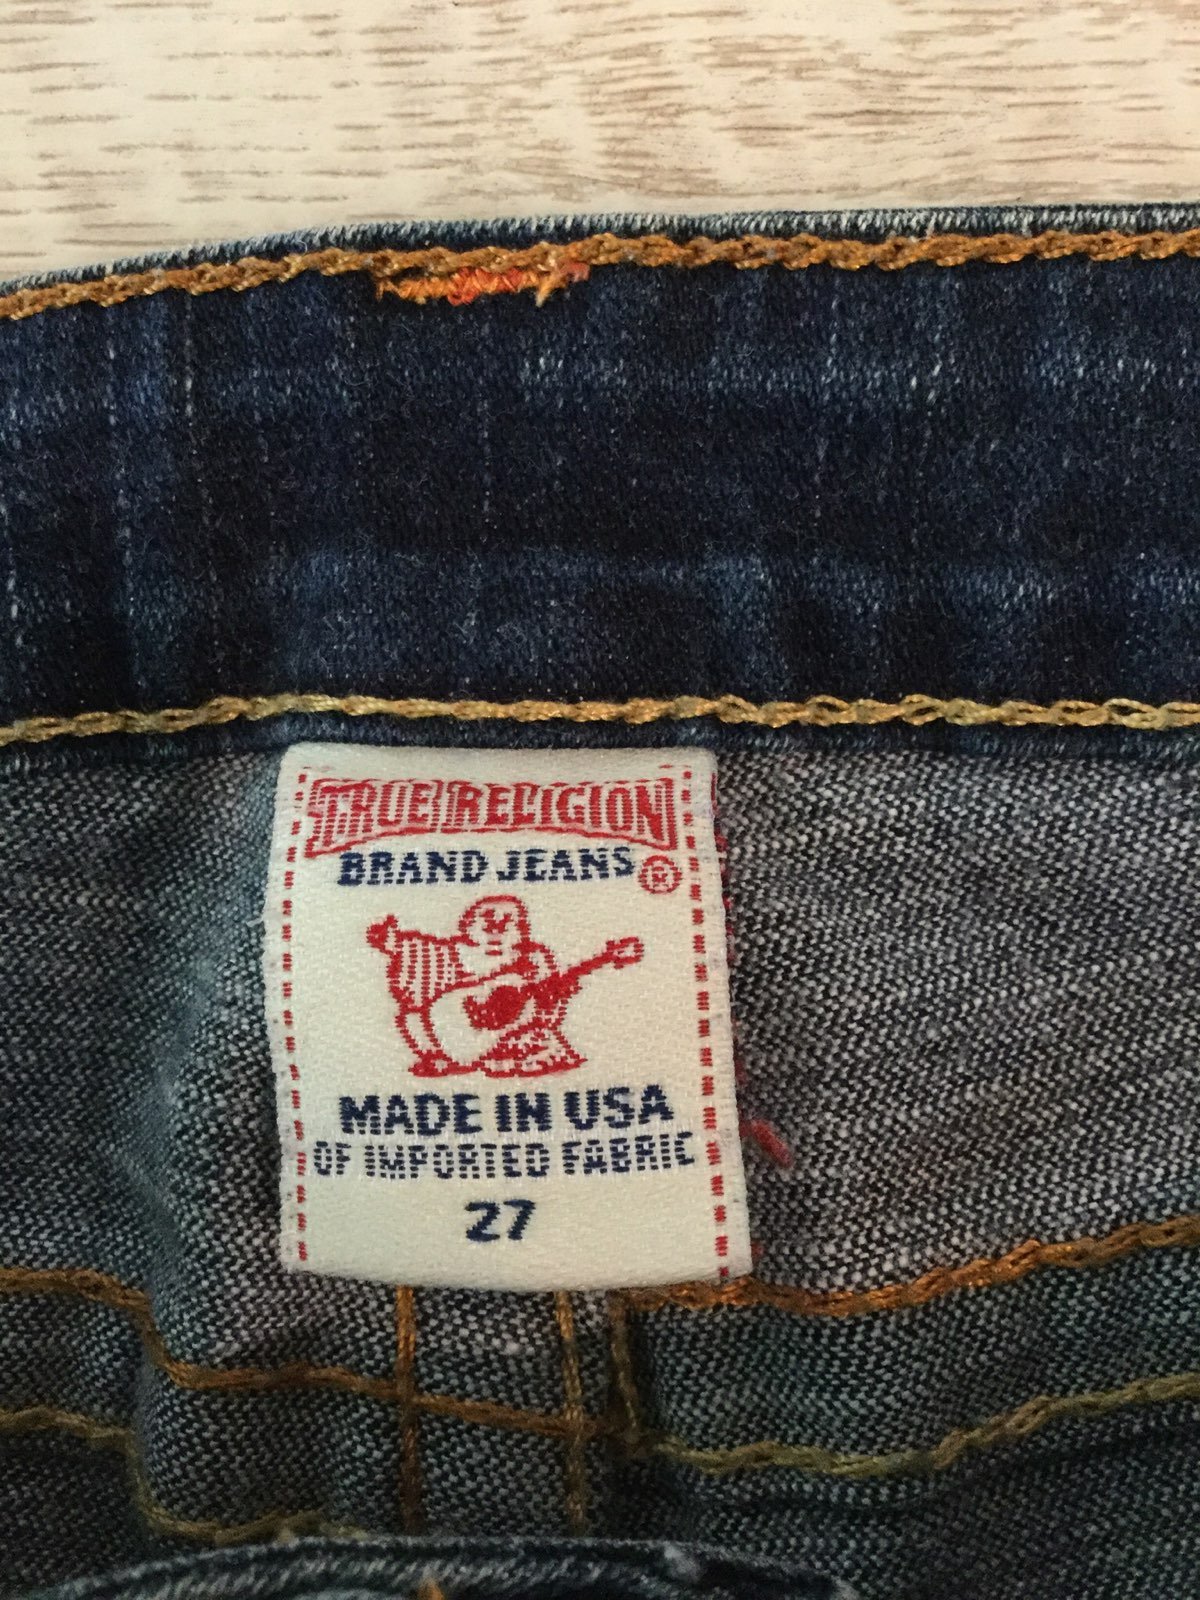 TRUE RELIGION
BRAND JEANS ®
MADE IN USA
OF IMPORTED FABRIC
27